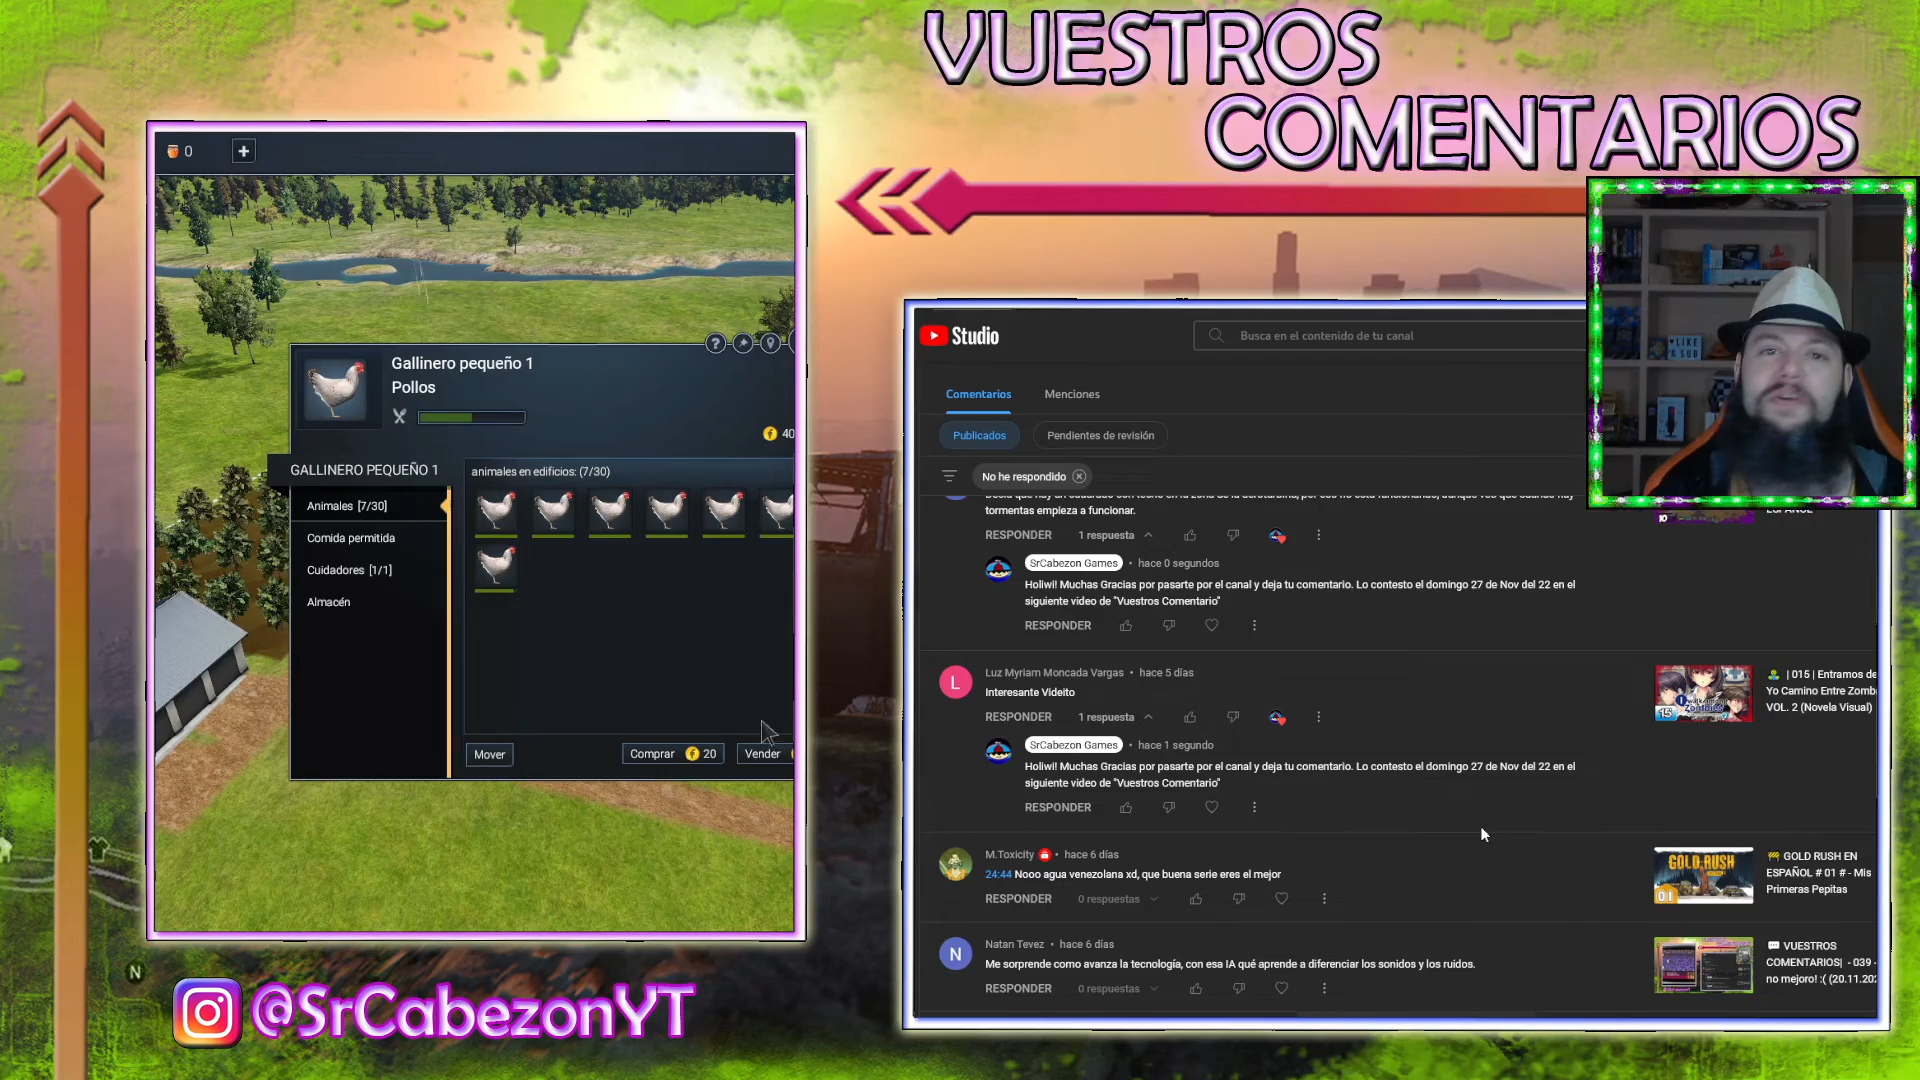 VUESTROS
COMENTARIOS
0
+
?
Gallinero pequeño 1
Pollos
40
GALLINERO PEQUEÑO 1
animales en edificios: (7/30)
Animales [7/30]
Comida permitida
Cuidadores [1/1]
Almacén
Mover
Comprar 20
Vender
N
@SrCabezonYT
Studio
Busca en el contenido de tu canal
LIKE
& SUB
Comentarios
Menciones
Publicados
Pendientes de revisión
No he respondido
tormentas empieza a funcionar.
RESPONDER
1 respuesta
SrCabezon Games • hace 0 segundos
Holiwi! Muchas Gracias por pasarte por el canal y deja tu comentario. Lo contesto el domingo 27 de Nov del 22 en el
siguiente video de "Vuestros Comentario"
RESPONDER
L
Luz Myriam Moncada Vargas • hace 5 días
Interesante Videito
RESPONDER
1 respuesta
15
| 015 | Entramos de
Yo Camino Entre Zomb
VOL. 2 (Novela Visual)
SrCabezon Games • hace 1 segundo
Holiwi! Muchas Gracias por pasarte por el canal y deja tu comentario. Lo contesto el domingo 27 de Nov del 22 en el
siguiente video de "Vuestros Comentario"
RESPONDER
M.Toxicity • hace 6 días
24:44 Nooo agua venezolana xd, que buena serie eres el mejor
RESPONDER
0 respuestas
GOLD RUSH
01
GOLD RUSH EN
ESPAÑOL # 01 # - Mis
Primeras Pepitas
N
Natan Tevez • hace 6 días
Me sorprende como avanza la tecnología, con esa IA qué aprende a diferenciar los sonidos y los ruidos.
RESPONDER
0 respuestas
VUESTROS
COMENTARIOS| - 039 -
no mejoro! :( (20.11.202